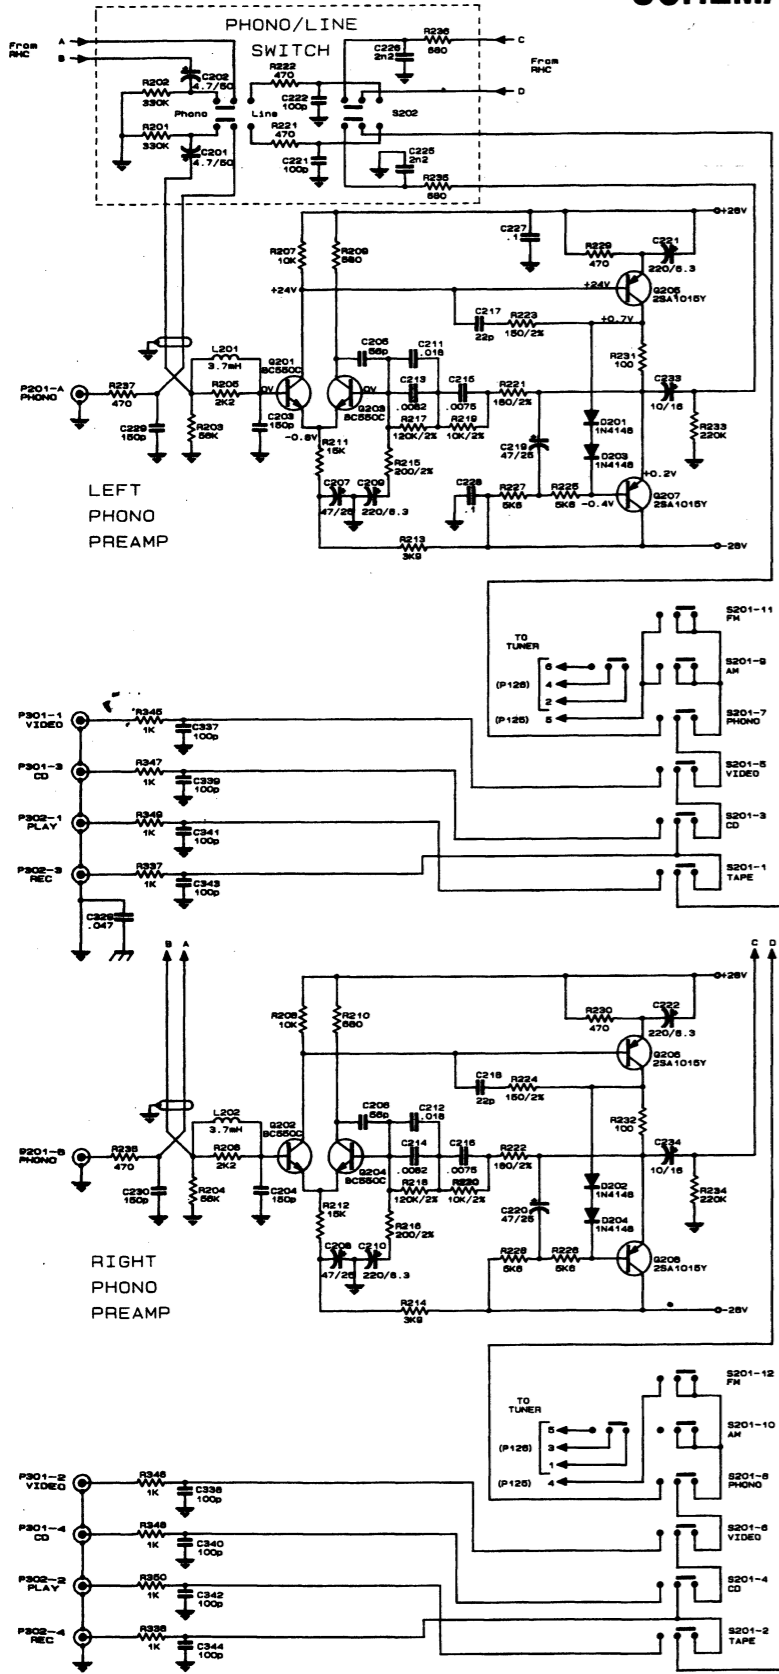 PHONO/LINE
SWITCH
From
RHC
A
B
R202
330K
R201
330K
C202
4.7/50
C201
4.7/50
Phono
Line
R222
470
C222
100p
R221
470
C221
100p
S202
C226
2n2
R236
680
C225
2n2
R235
680
C
From
RHC
D
R207
10K
R209
680
C227
.1
R229
470
C221
220/6.3
+24V
+24V
Q205
2SA1015Y
+0.7V
C217
22p
R223
150/2%
R231
100
L201
3.7mH
C205
56p
C211
.018
P201-A
PHONO
R237
470
R205
2K2
Q201
BC550C
0V
0V
Q203
BC550C
C213
.0082
C215
.0075
R221
180/2%
C233
10/16
C229
150p
R203
56K
C203
150p
-0.6V
R217
120K/2%
R219
10K/2%
D201
1N4148
D203
1N4148
R233
220K
R211
15K
R215
200/2%
C219
47/25
+0.2V
LEFT
PHONO
PREAMP
C207
47/25
C209
220/6.3
C228
.1
R227
5K6
R225
5K6
-0.4V
Q207
2SA1015Y
R213
3K9
TO
TUNER
6
(P126)
4
2
(P125)
5
S201-11
FM
S201-9
AM
S201-7
PHONO
S201-5
VIDEO
S201-3
CD
S201-1
TAPE
P301-1
VIDEO
R345
1K
C337
100p
P301-3
CD
R347
1K
C339
100p
P302-1
PLAY
R349
1K
C341
100p
P302-3
REC
R337
1K
C343
100p
C329
.047
B A
C D
R208
10K
R210
680
R230
470
C222
220/6.3
Q206
2SA1015Y
C218
22p
R224
150/2%
R232
100
L202
3.7mH
C206
56p
C212
.018
PHONO
470
R206
2K2
Q202
BC550C
Q204
BC550C
C214
.0082
C216
.0075
R222
180/2%
C234
10/16
C230
150p
R204
56K
C204
150p
R218
120K/2%
10K/2%
D202
1N4148
D204
1N4148
R234
220K
R212
15K
R216
200/2%
C220
47/25
RIGHT
PHONO
PREAMP
C208
47/25
C210
220/6.3
R228
5K6
R226
5K6
Q208
2SA1015Y
R214
3K9
TO
TUNER
5
(P126)
3
1
(P125)
4
S201-12
FM
S201-10
AM
S201-8
PHONO
S201-6
VIDEO
S201-4
CD
S201-2
TAPE
P301-2
VIDEO
R346
1K
C338
100p
P301-4
CD
R348
1K
C340
100p
P302-2
PLAY
R350
1K
C342
100p
P302-4
REC
R338
1K
C344
100p